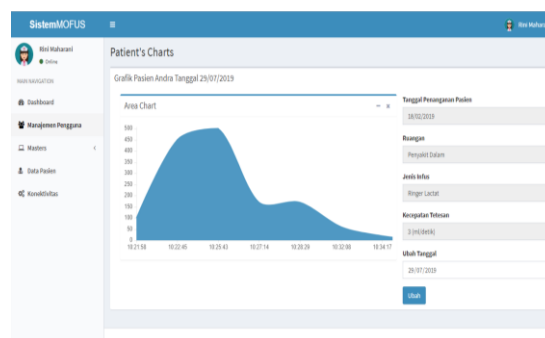 SistemMOFUS
Rini Mahara
Rini Maharani
Online
MAIN NAVIGATION
Dashboard
Manajemen Pengguna
Masters
Data Pasien
Konektivitas
Patient's Charts
Grafik Pasien Andra Tanggal 29/07/2019
Area Chart
500
450
400
350
300
250
200
150
100
50
0
10:21:58
10:22:45
10:25:43
10:27:14
10:28:29
10:32:08
10:34:17
Tanggal Penanganan Pasien
18/02/2019
Ruangan
Penyakit Dalam
Jenis Infus
Ringer Lactat
Kecepatan Tetesan
3 (ml/detik)
Ubah Tanggal
29/07/2019
Ubah